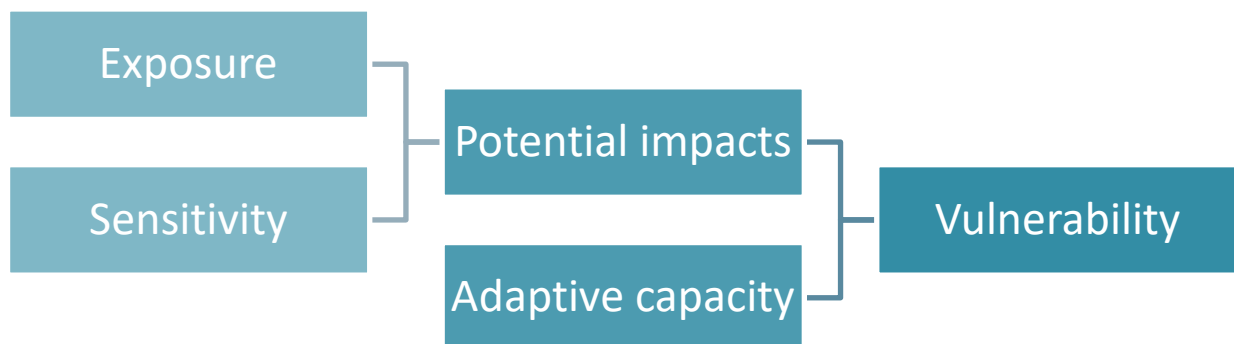 Exposure
Sensitivity
Potential impacts
Adaptive capacity
Vulnerability